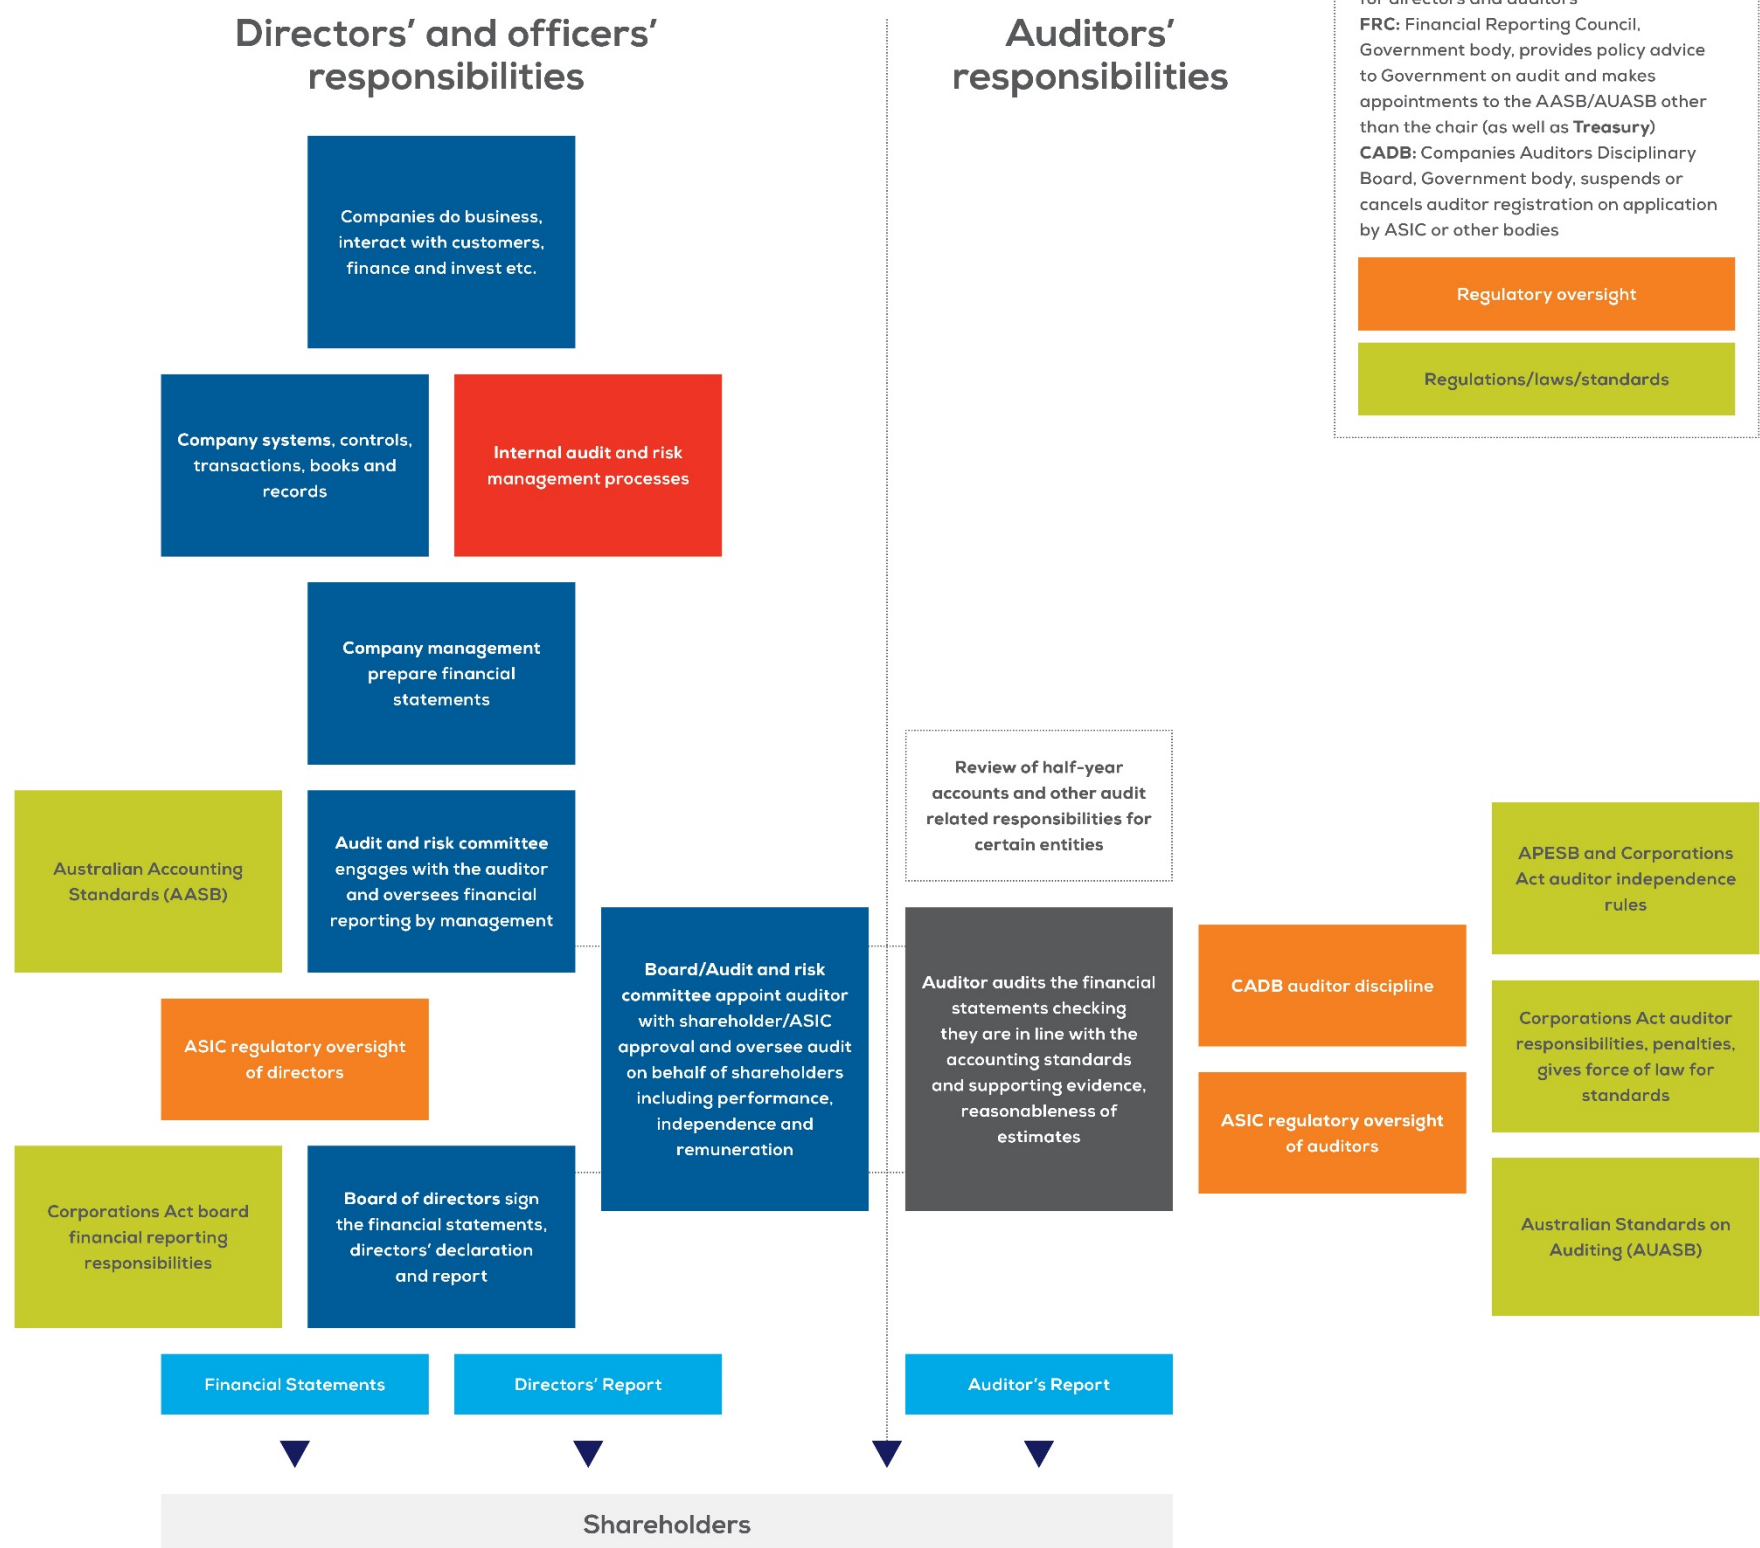 Directors’ and officers’
responsibilities
Auditors’
responsibilities
for directors and auditors
FRC: Financial Reporting Council,
Government body, provides policy advice
to Government on audit and makes
appointments to the AASB/AUASB other
than the chair (as well as Treasury)
CADB: Companies Auditors Disciplinary
Board, Government body, suspends or
cancels auditor registration on application
by ASIC or other bodies
Regulatory oversight
Regulations/laws/standards
Companies do business,
interact with customers,
finance and invest etc.
Company systems, controls,
transactions, books and
records
Internal audit and risk
management processes
Company management
prepare financial
statements
Review of half-year
accounts and other audit
related responsibilities for
certain entities
Australian Accounting
Standards (AASB)
Audit and risk committee
engages with the auditor
and oversees financial
reporting by management
Board/Audit and risk
committee appoint auditor
with shareholder/ASIC
approval and oversee audit
on behalf of shareholders
including performance,
independence and
remuneration
Auditor audits the financial
statements checking
they are in line with the
accounting standards
and supporting evidence,
reasonableness of
estimates
CADB auditor discipline
APESB and Corporations
Act auditor independence
rules
Corporations Act auditor
responsibilities, penalties,
gives force of law for
standards
ASIC regulatory oversight
of directors
ASIC regulatory oversight
of auditors
Corporations Act board
financial reporting
responsibilities
Board of directors sign
the financial statements,
directors’ declaration
and report
Australian Standards on
Auditing (AUASB)
Financial Statements
Directors’ Report
Auditor’s Report
Shareholders